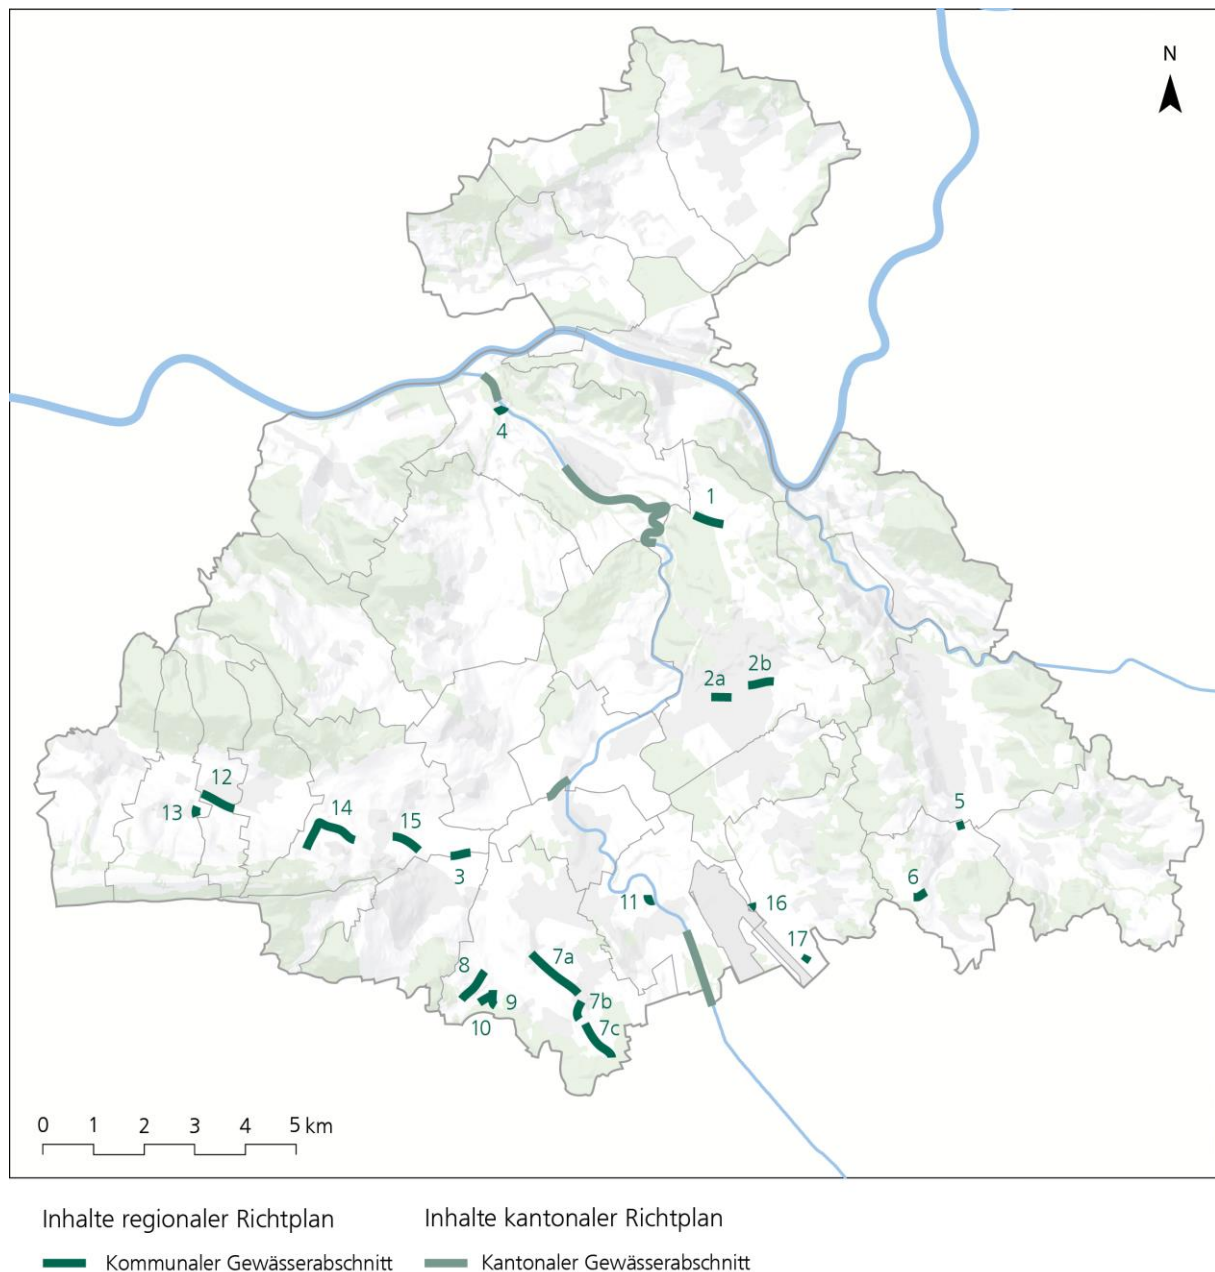 N
4
1
2a
2b
12
13
14
15
3
5
6
11
16
17
8
7a
9
7b
10
7c
0 1 2 3 4 5 km
Inhalte regionaler Richtplan Inhalte kantonaler Richtplan
Kommunaler Gewässerabschnitt Kantonaler Gewässerabschnitt